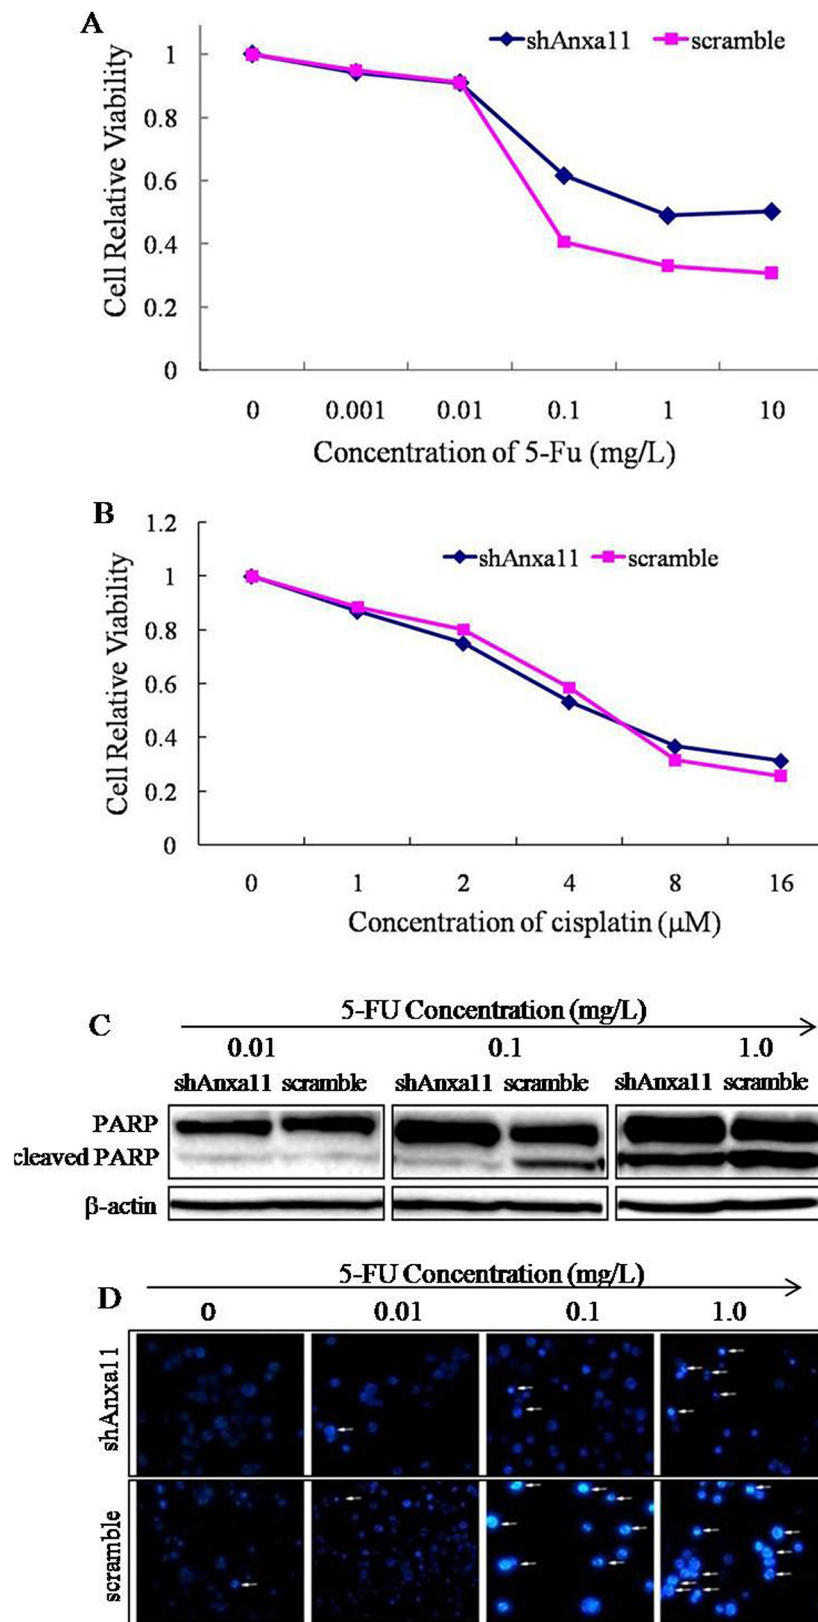 A
shAnxa11 scramble
Cell Relative Viability
1
0.8
0.6
0.4
0.2
0
0 0.001 0.01 0.1 1 10
Concentration of 5-Fu (mg/L)
B
shAnxa11 scramble
Cell Relative Viability
1.2
1
0.8
0.6
0.4
0.2
0
0 1 2 4 8 16
Concentration of cisplatin (μM)
C
5-FU Concentration (mg/L)
0.01 0.1 1.0
shAnxa11 scramble shAnxa11 scramble shAnxa11 scramble
PARP
cleaved PARP
β-actin
D
5-FU Concentration (mg/L)
0 0.01 0.1 1.0
shAnxa11
scramble